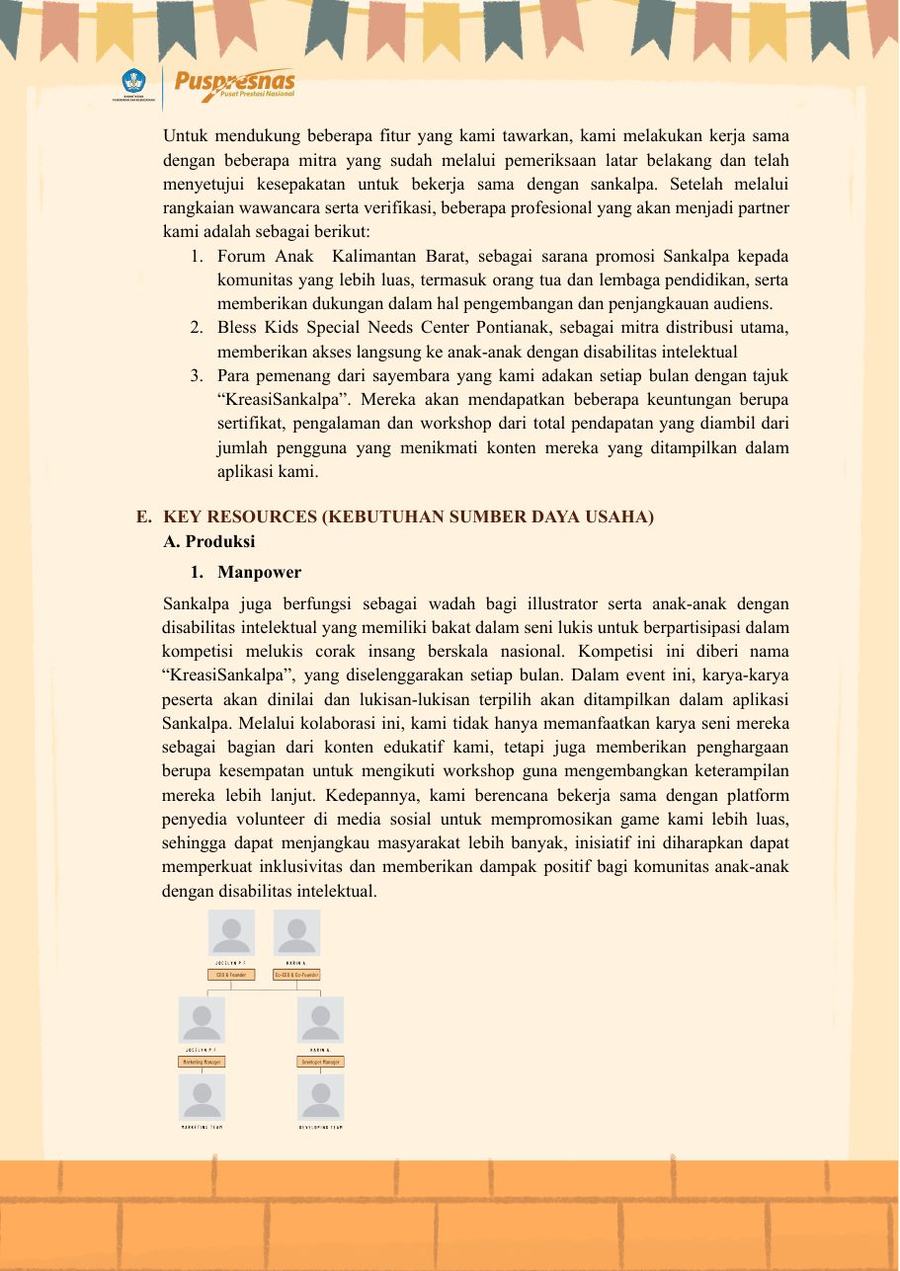 Puspresnas
Pusat Prestasi Nasional
Untuk mendukung beberapa fitur yang kami tawarkan, kami melakukan kerja sama
dengan beberapa mitra yang sudah melalui pemeriksaan latar belakang dan telah
menyetujui kesepakatan untuk bekerja sama dengan sankalpa. Setelah melalui
rangkaian wawancara serta verifikasi, beberapa profesional yang akan menjadi partner
kami adalah sebagai berikut:
1. Forum Anak Kalimantan Barat, sebagai sarana promosi Sankalpa kepada
komunitas yang lebih luas, termasuk orang tua dan lembaga pendidikan, serta
memberikan dukungan dalam hal pengembangan dan penjangkauan audiens.
2. Bless Kids Special Needs Center Pontianak, sebagai mitra distribusi utama,
memberikan akses langsung ke anak-anak dengan disabilitas intelektual
3. Para pemenang dari sayembara yang kami adakan setiap bulan dengan tajuk
“KreasiSankalpa”. Mereka akan mendapatkan beberapa keuntungan berupa
sertifikat, pengalaman dan workshop dari total pendapatan yang diambil dari
jumlah pengguna yang menikmati konten mereka yang ditampilkan dalam
aplikasi kami.
E. KEY RESOURCES (KEBUTUHAN SUMBER DAYA USAHA)
A. Produksi
1. Manpower
Sankalpa juga berfungsi sebagai wadah bagi illustrator serta anak-anak dengan
disabilitas intelektual yang memiliki bakat dalam seni lukis untuk berpartisipasi dalam
kompetisi melukis corak insang berskala nasional. Kompetisi ini diberi nama
“KreasiSankalpa”, yang diselenggarakan setiap bulan. Dalam event ini, karya-karya
peserta akan dinilai dan lukisan-lukisan terpilih akan ditampilkan dalam aplikasi
Sankalpa. Melalui kolaborasi ini, kami tidak hanya memanfaatkan karya seni mereka
sebagai bagian dari konten edukatif kami, tetapi juga memberikan penghargaan
berupa kesempatan untuk mengikuti workshop guna mengembangkan keterampilan
mereka lebih lanjut. Kedepannya, kami berencana bekerja sama dengan platform
penyedia volunteer di media sosial untuk mempromosikan game kami lebih luas,
sehingga dapat menjangkau masyarakat lebih banyak, inisiatif ini diharapkan dapat
memperkuat inklusivitas dan memberikan dampak positif bagi komunitas anak-anak
dengan disabilitas intelektual.
JOCELYN P.F
KARIN A.
CEO & Founder
Co-CEO & Co-Founder
JOCELYN P.F
KARIN A.
Marketing Manager
Developer Manager
MARKETING TEAM
DEVELOPING TEAM